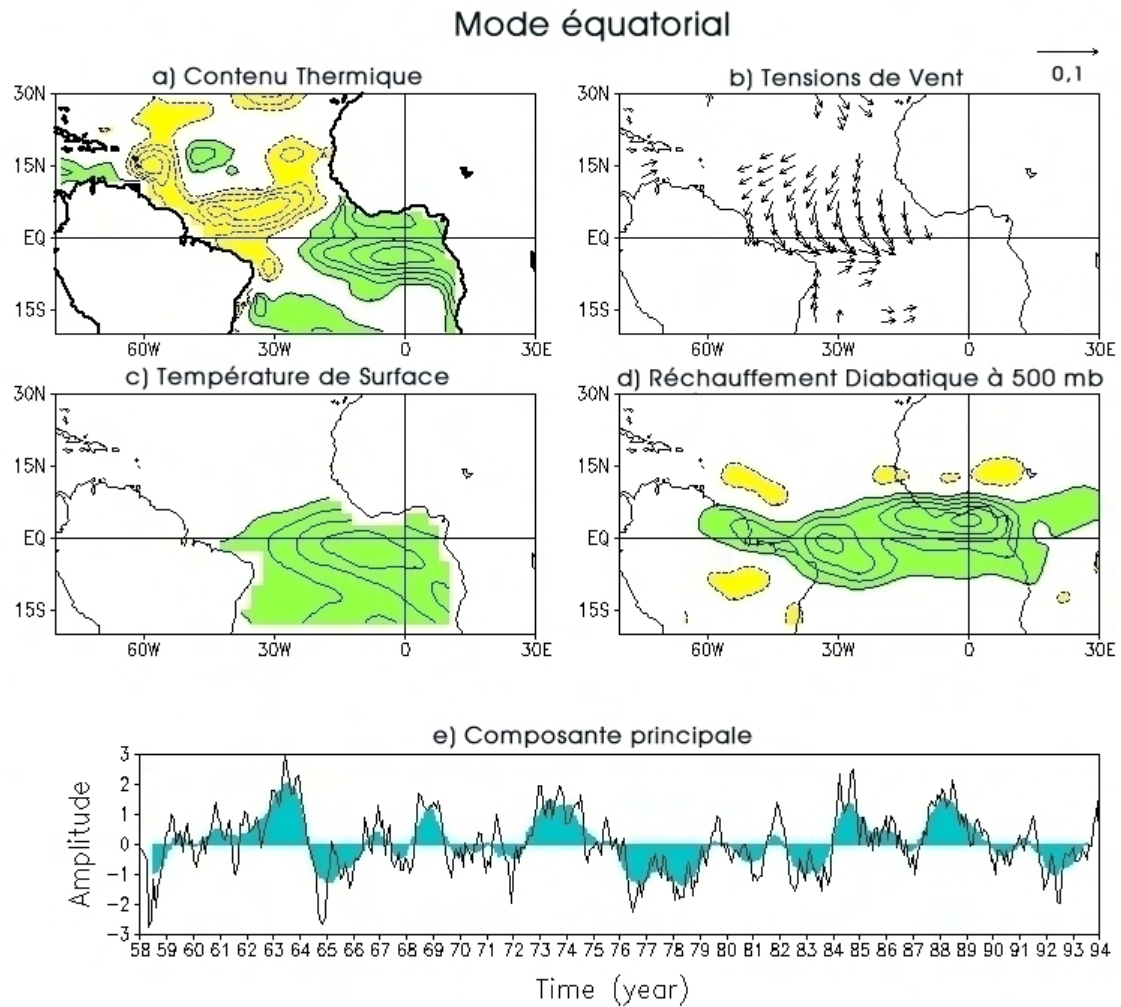 Mode équatorial
0,1
a) Contenu Thermique
b) Tensions de Vent
30N
15N
EQ
15S
60W 30W 0 30E
30N
15N
EQ
15S
60W 30W 0 30E
c) Température de Surface
d) Réchauffement Diabatique à 500 mb
30N
15N
EQ
15S
60W 30W 0 30E
30N
15N
EQ
15S
60W 30W 0 30E
e) Composante principale
Amplitude
3
2
1
0
-1
-2
-3
58 59 60 61 62 63 64 65 66 67 68 69 70 71 72 73 74 75 76 77 78 79 80 81 82 83 84 85 86 87 88 89 90 91 92 93 94
Time (year)